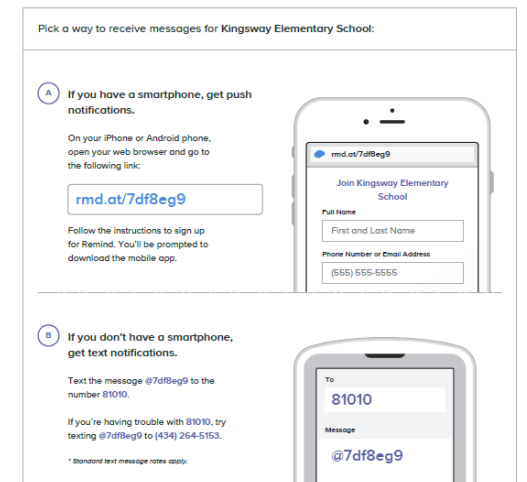 Pick a way to receive messages for Kingsway Elementary School:
A
If you have a smartphone, get push
notifications.
On your iPhone or Android phone,
open your web browser and go to
the following link:
rmd.at/7df8eg9
Follow the instructions to sign up
for Remind. You'll be prompted to
download the mobile app.
rmd.at/7df8eg9
Join Kingsway Elementary
School
Full Name
First and Last Name
Phone Number or Email Address
(555) 555-5555
B
If you don't have a smartphone,
get text notifications.
Text the message @7df8eg9 to the
number 81010.
If you're having trouble with 81010, try
texting @7df8eg9 to (434) 264-5153.
* Standard text message rates apply.
To
81010
Message
@7df8eg9